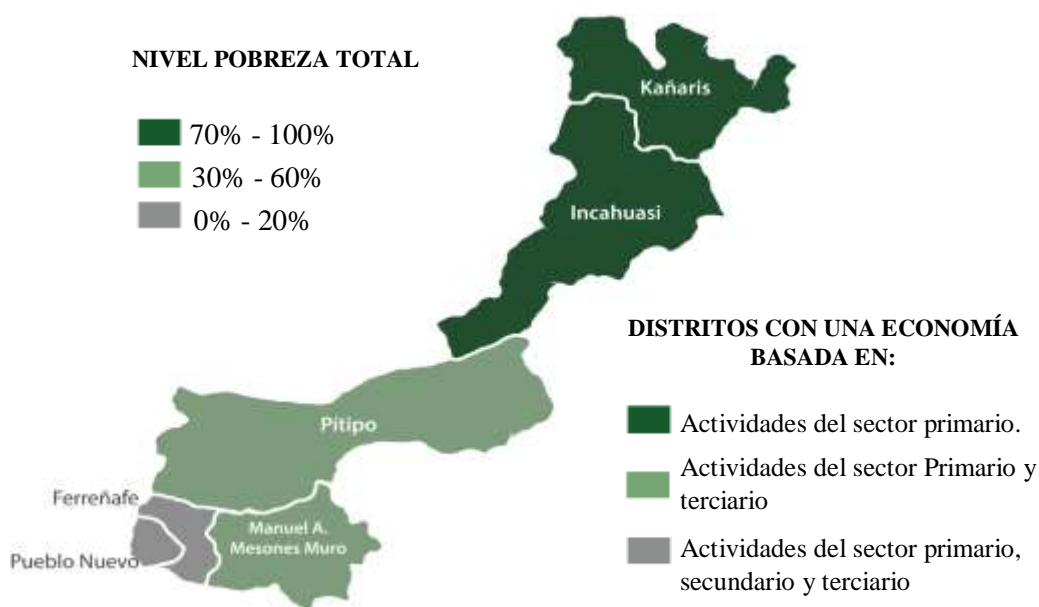 NIVEL POBREZA TOTAL
70% - 100%
30% - 60%
0% - 20%
Kañaris
Incahuasi
DISTRITOS CON UNA ECONOMÍA
BASADA EN:
Actividades del sector primario.
Actividades del sector Primario y
terciario
Actividades del sector primario,
secundario y terciario
Pítipo
Ferreñafe
Manuel A.
Mesones Muro
Pueblo Nuevo